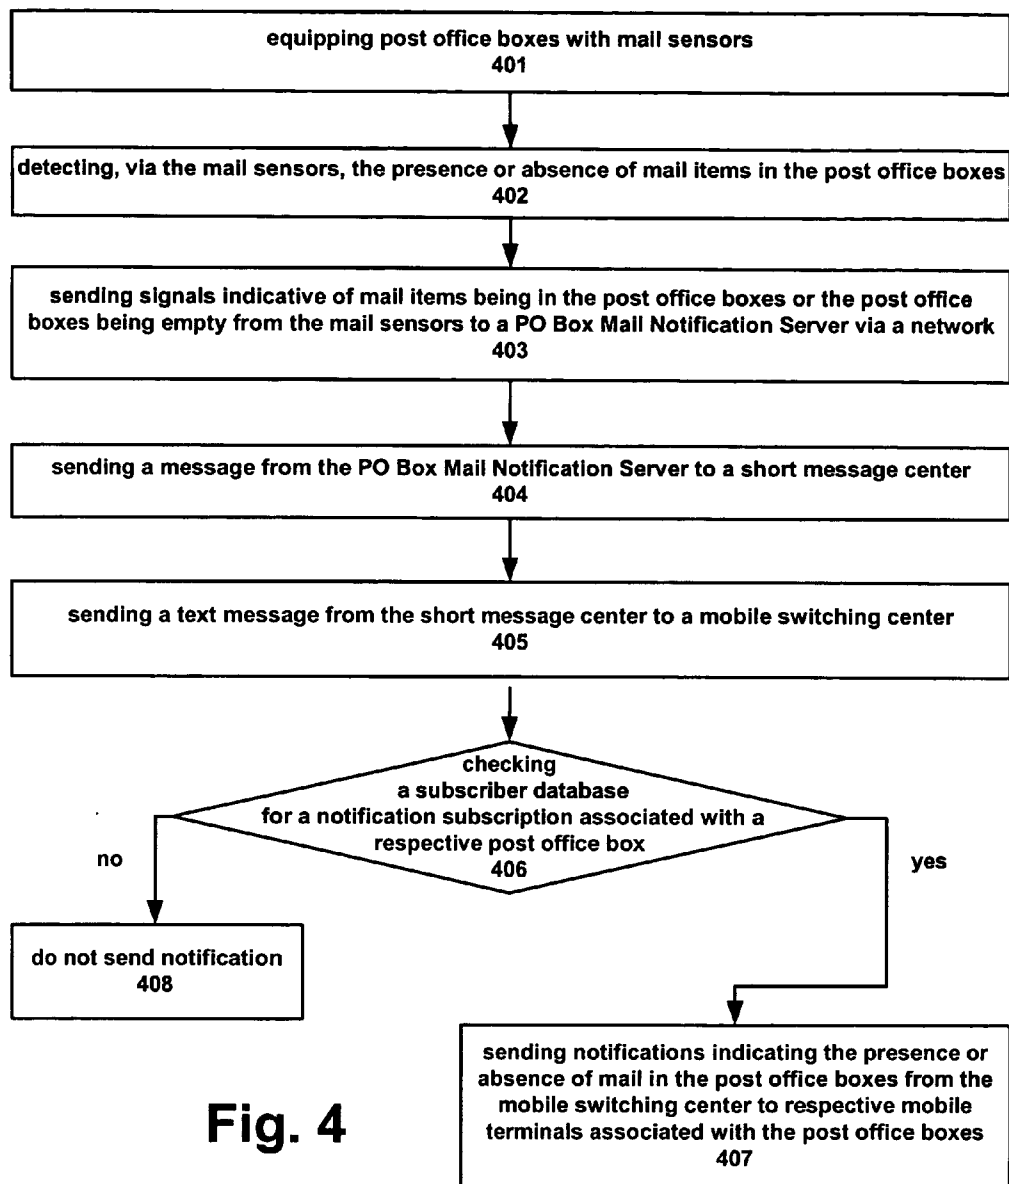 equipping post office boxes with mail sensors
401
detecting, via the mail sensors, the presence or absence of mail items in the post office boxes
402
sending signals indicative of mail items being in the post office boxes or the post office
boxes being empty from the mail sensors to a PO Box Mail Notification Server via a network
403
sending a message from the PO Box Mail Notification Server to a short message center
404
sending a text message from the short message center to a mobile switching center
405
checking
a subscriber database
for a notification subscription associated with a
respective post office box
406
no
yes
do not send notification
408
sending notifications indicating the presence or
absence of mail in the post office boxes from the
mobile switching center to respective mobile
terminals associated with the post office boxes
407
Fig. 4